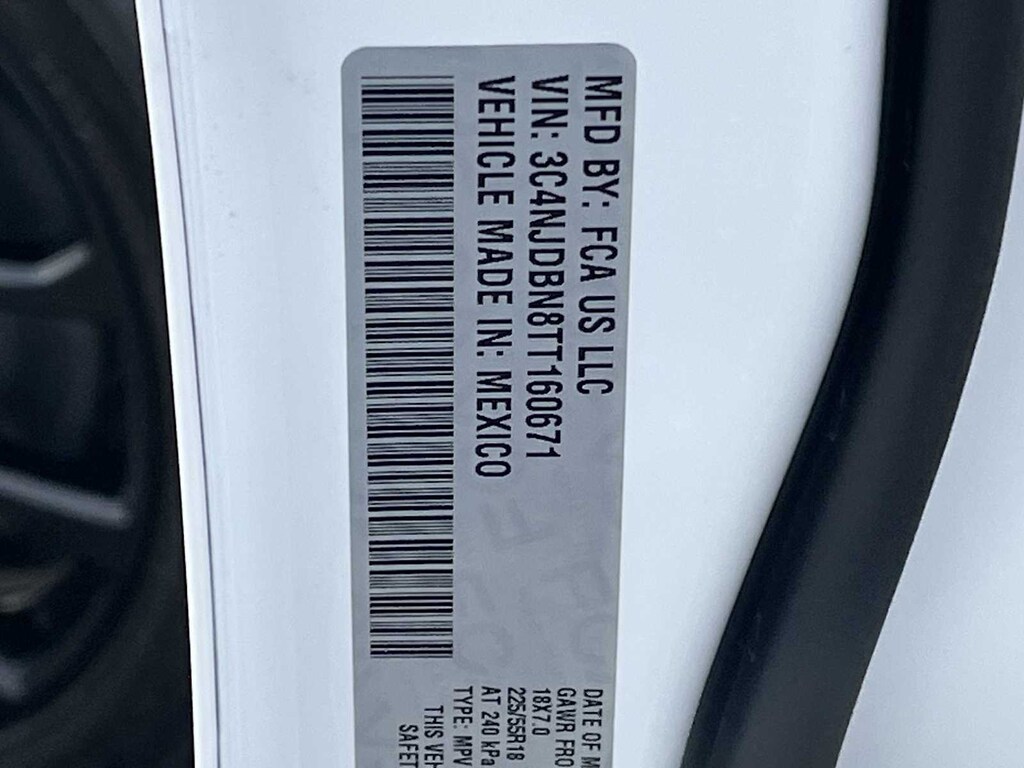 MFD BY: FCA US LLC
VIN: 3C4NJDBN8TT160671
VEHICLE MADE IN: MEXICO
DATE OF M
GAWR FRO
18X7.0
225/55R18
AT 240 kPa
TYPE: MPV
THIS VEH
SAFET